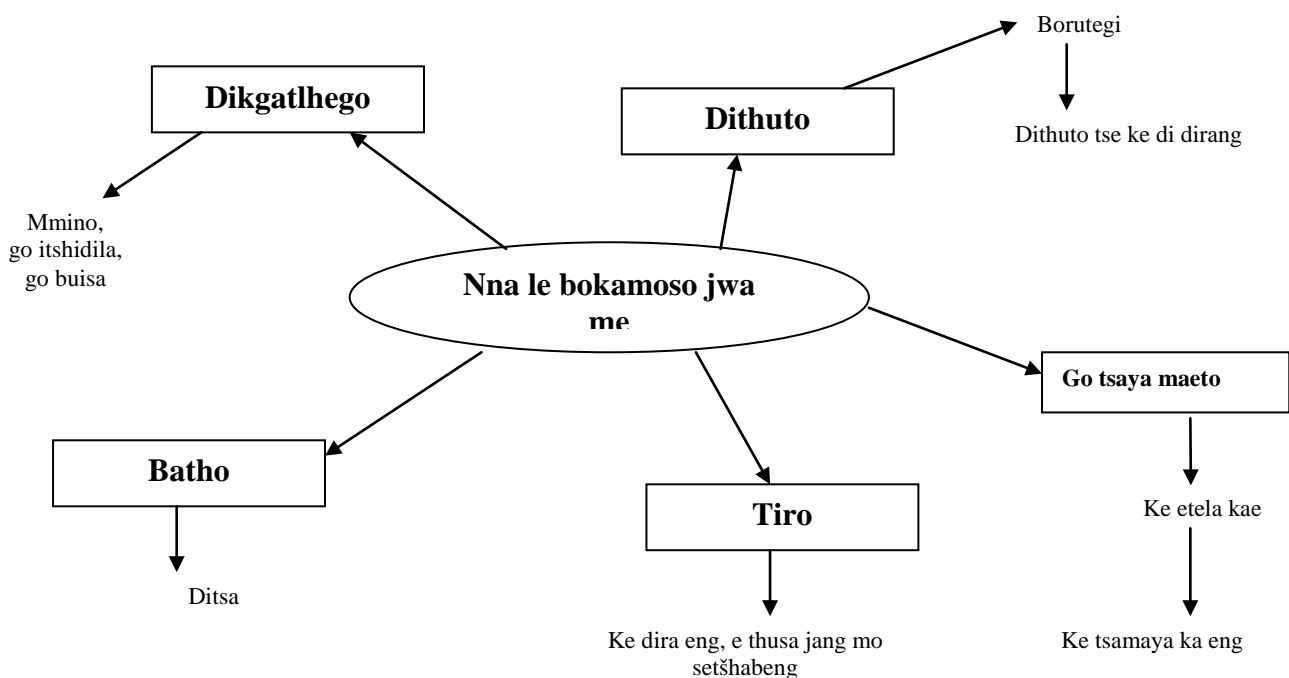 Borutegi
Dikgatlhego
Dithuto
Dithuto tse ke di dirang
Mmino,
go itshidila,
go buisa
Nna le bokamoso jwa
me
Go tsaya maeto
Batho
Tiro
Ke etela kae
Ditsa
Ke dira eng, e thusa jang mo
setšhabeng
Ke tsamaya ka eng